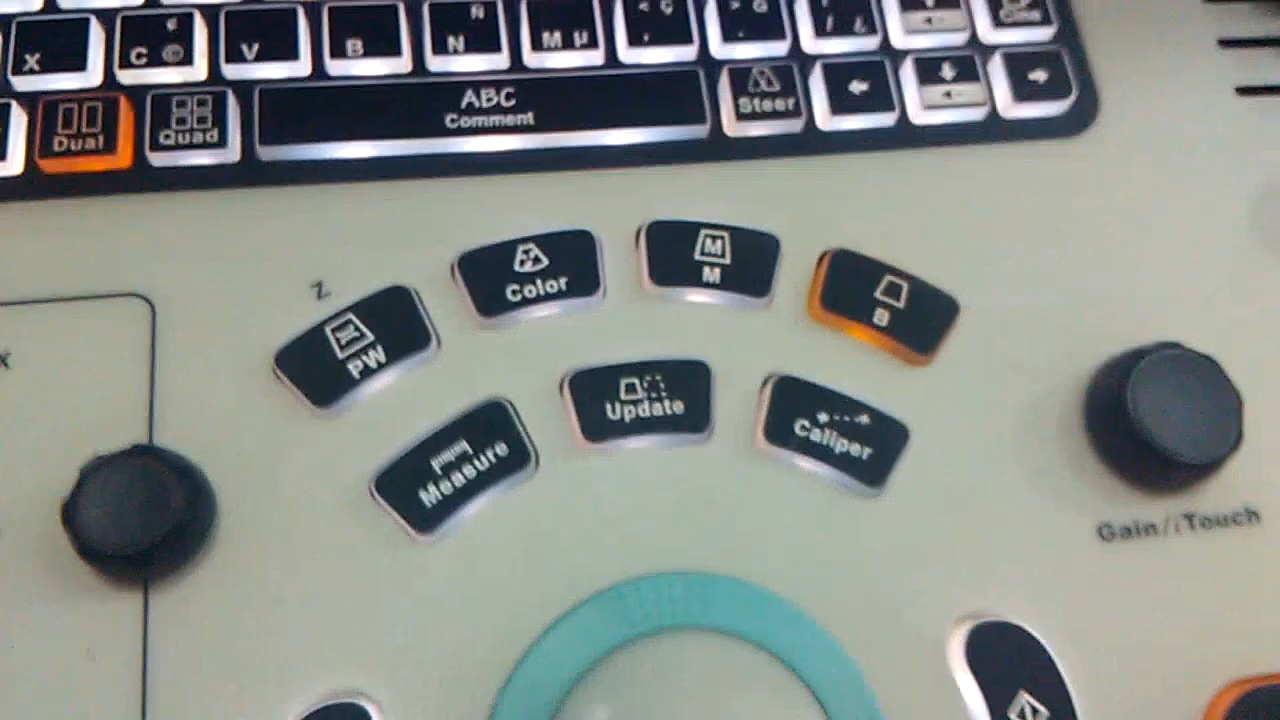 X
C ©
V
B
N Ñ
M µ
< Ç
,
> Ğ
.
/ ¿
Dual
Quad
ABC
Comment
Steer
Z
PW
Color
M
M
B
Measure
Update
Caliper
Gain/iTouch